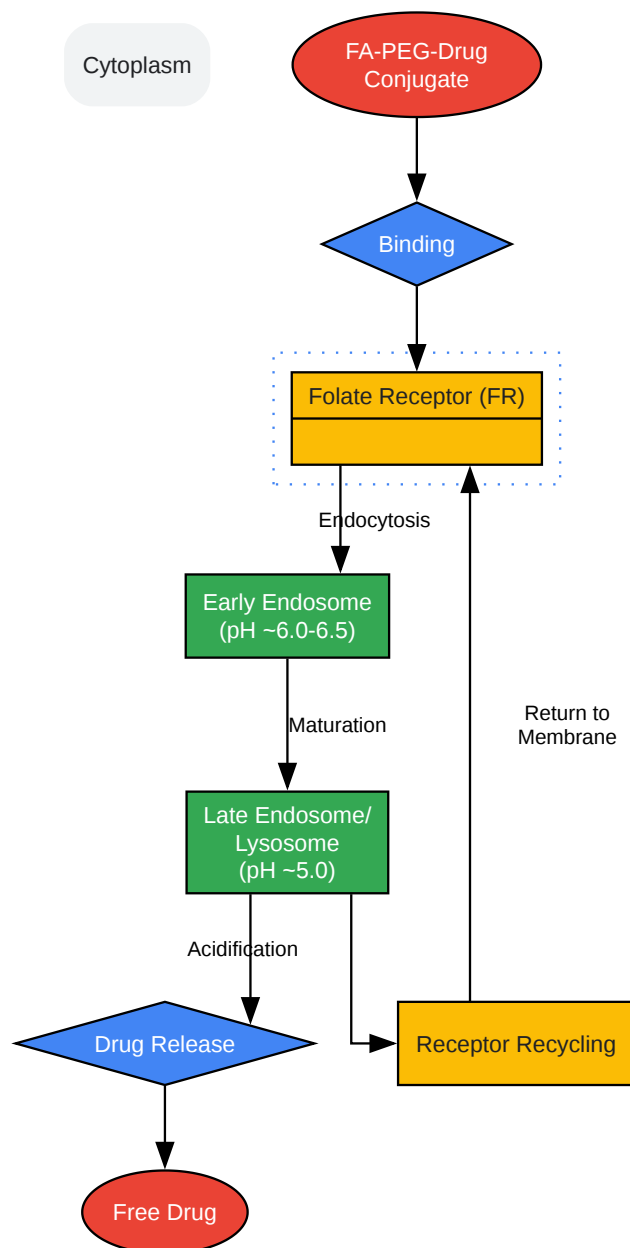 Cytoplasm
FA-PEG-Drug
Conjugate
Binding
Folate Receptor (FR)
Endocytosis
Early Endosome
(pH ~6.0-6.5)
Maturation
Return to
Membrane
Late Endosome/
Lysosome
(pH ~5.0)
Acidification
Drug Release
Receptor Recycling
Free Drug